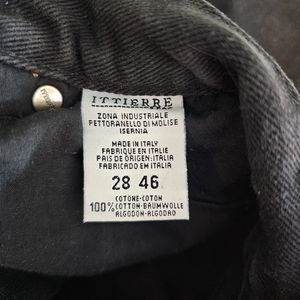 ITTIERRE
ZONA INDUSTRIALE
PETTORANELLO DI MOLISE
ISERNIA
MADE IN ITALY
FABRIQUE EN ITALIE
PAIS DE ORIGEN: ITALIA
FABRICADO EM ITALIA
28 46
COTONE-COTON
100% COTTON-BAUMWOLLE
ALGODON-ALGODAO